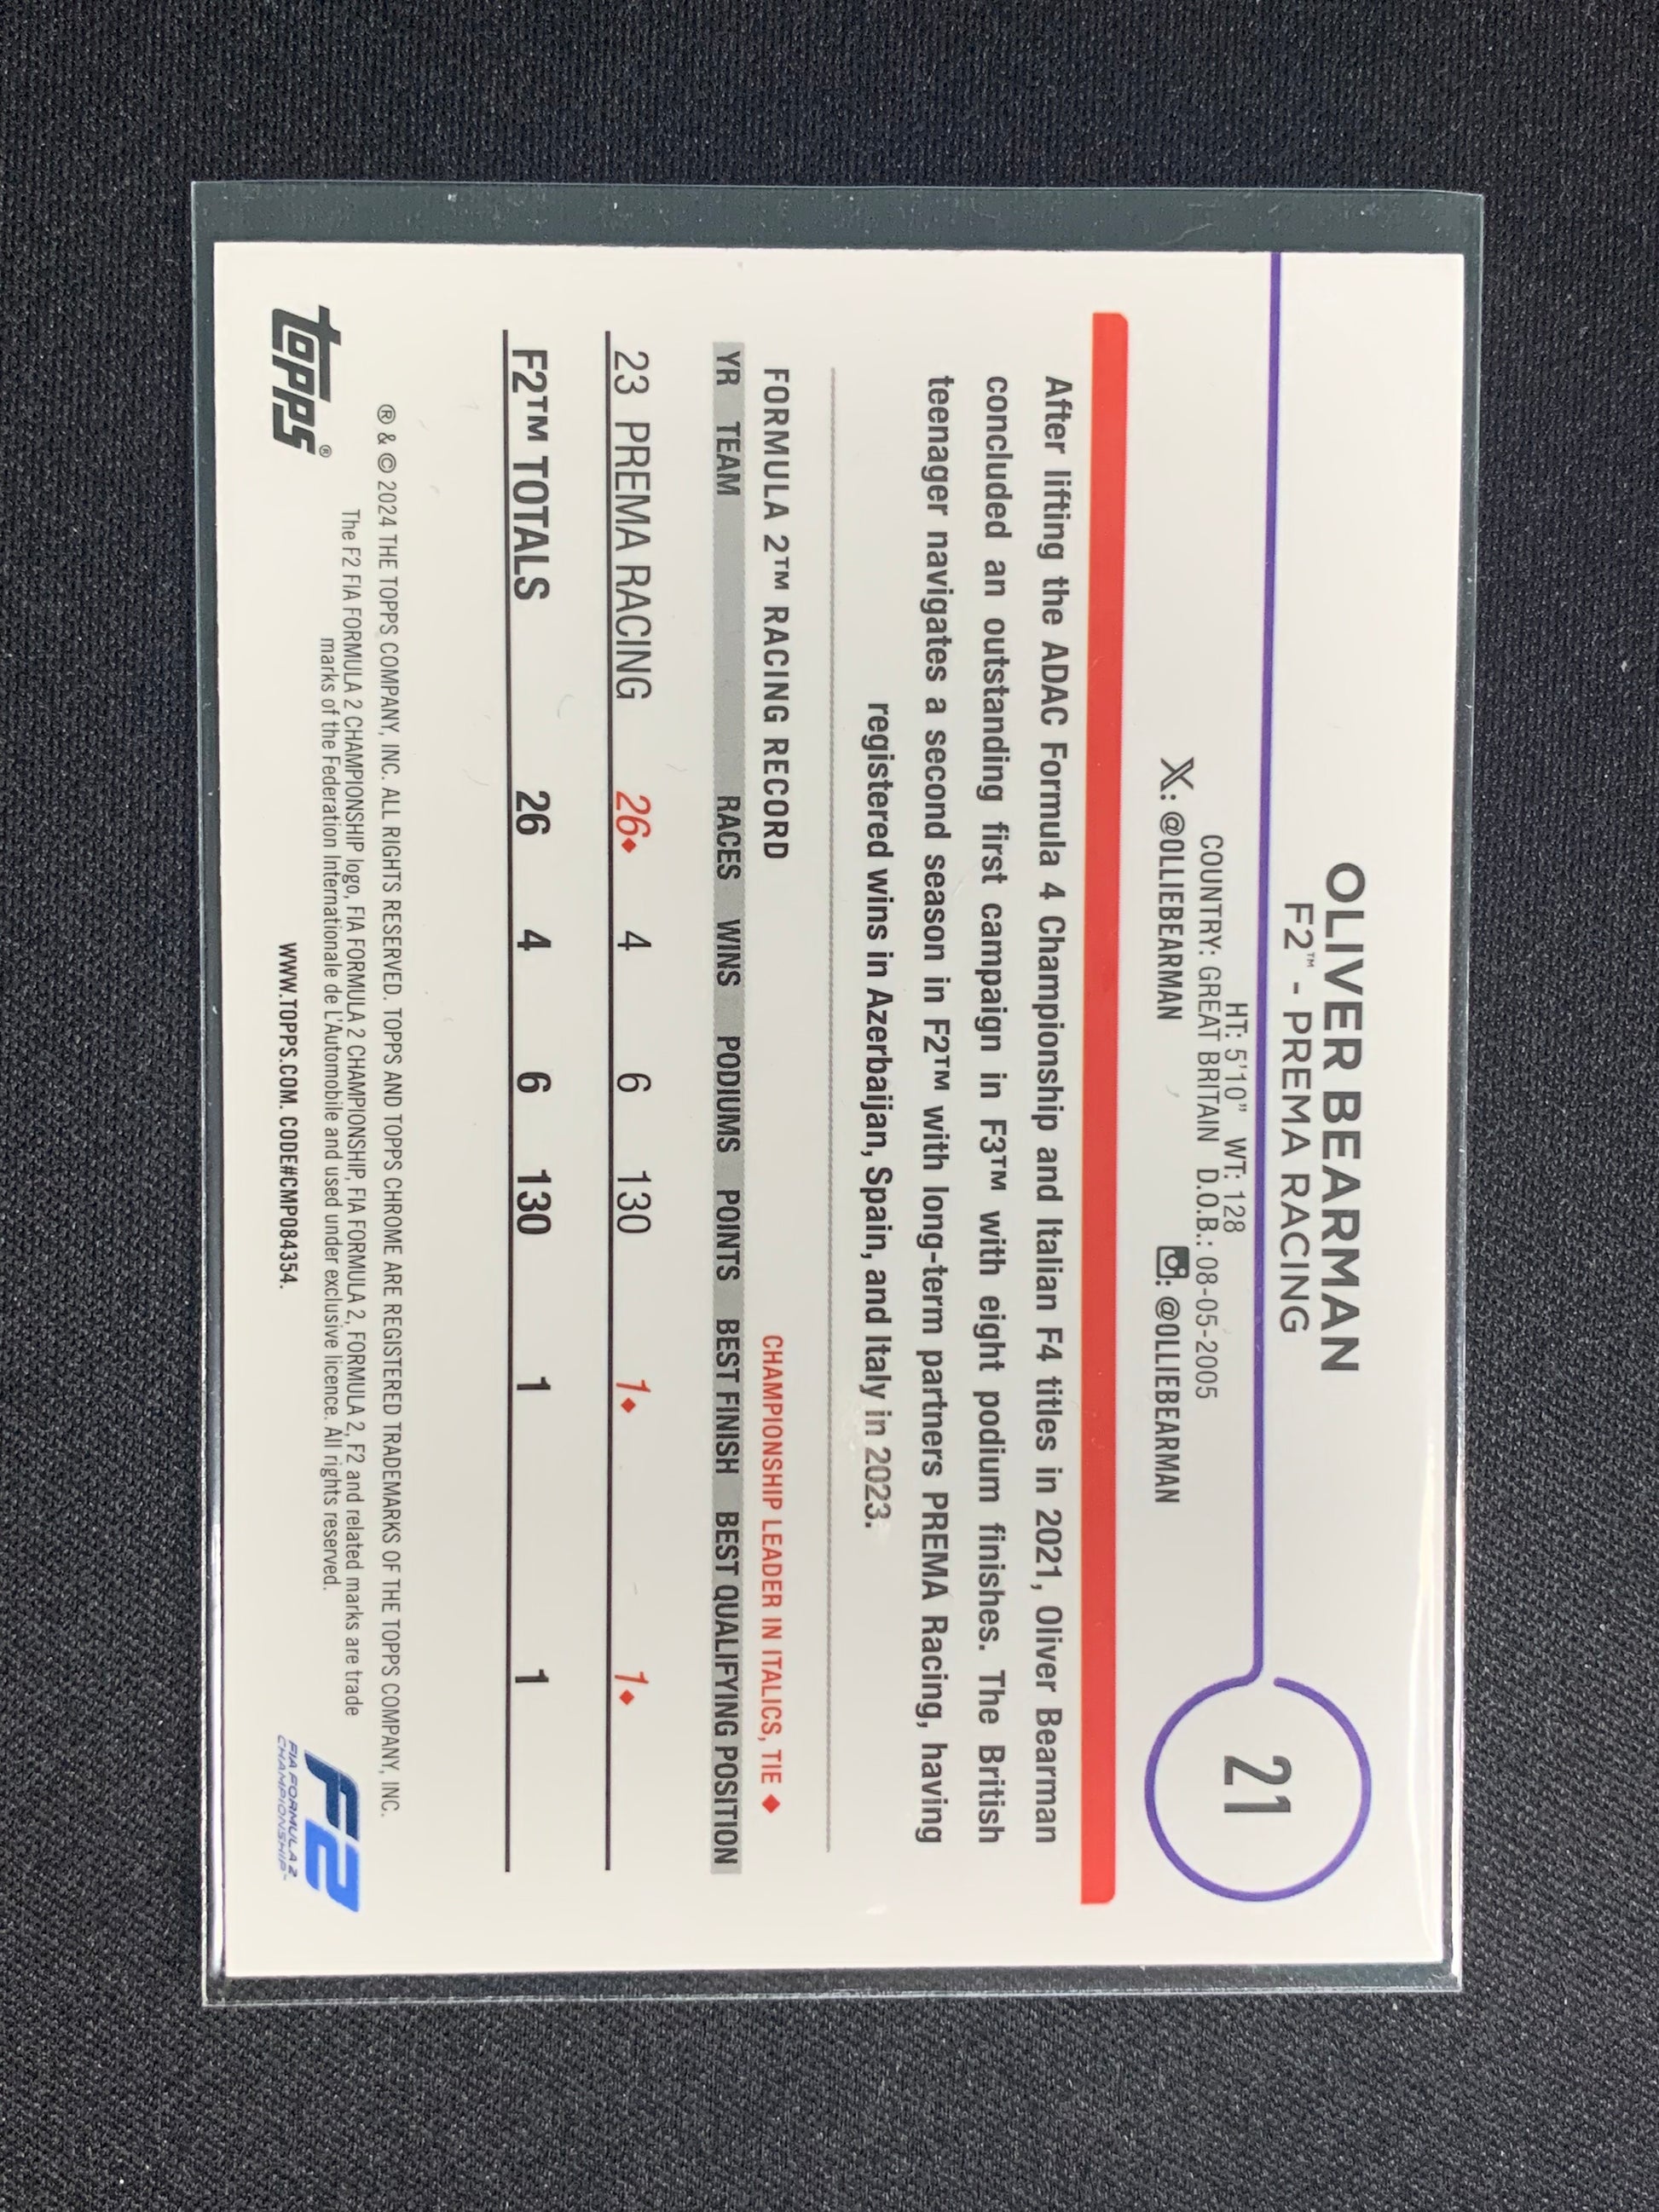 OLIVER BEARMAN
F2™ - PREMA RACING
21
HT: 5'10" WT: 128
COUNTRY: GREAT BRITAIN D.O.B.: 08-05-2005
X: @OLLIEBEARMAN : @OLLIEBEARMAN
After lifting the ADAC Formula 4 Championship and Italian F4 titles in 2021, Oliver Bearman
concluded an outstanding first campaign in F3™ with eight podium finishes. The British
teenager navigates a second season in F2™ with long-term partners PREMA Racing, having
registered wins in Azerbaijan, Spain, and Italy in 2023.
FORMULA 2™ RACING RECORD CHAMPIONSHIP LEADER IN ITALICS, TIE ♦
YR TEAM RACES WINS PODIUMS POINTS BEST FINISH BEST QUALIFYING POSITION
23 PREMA RACING 26♦ 4 6 130 1♦ 1♦
F2™ TOTALS 26 4 6 130 1 1
® & © 2024 THE TOPPS COMPANY, INC. ALL RIGHTS RESERVED. TOPPS AND TOPPS CHROME ARE REGISTERED TRADEMARKS OF THE TOPPS COMPANY, INC.
The F2 FIA FORMULA 2 CHAMPIONSHIP logo, FIA FORMULA 2 CHAMPIONSHIP, FIA FORMULA 2, FORMULA 2, F2 and related marks are trade
marks of the Federation Internationale de L'Automobile and used under exclusive licence. All rights reserved.
WWW.TOPPS.COM. CODE#CMP084354.
topps®
F2
FIA FORMULA 2
CHAMPIONSHIP™